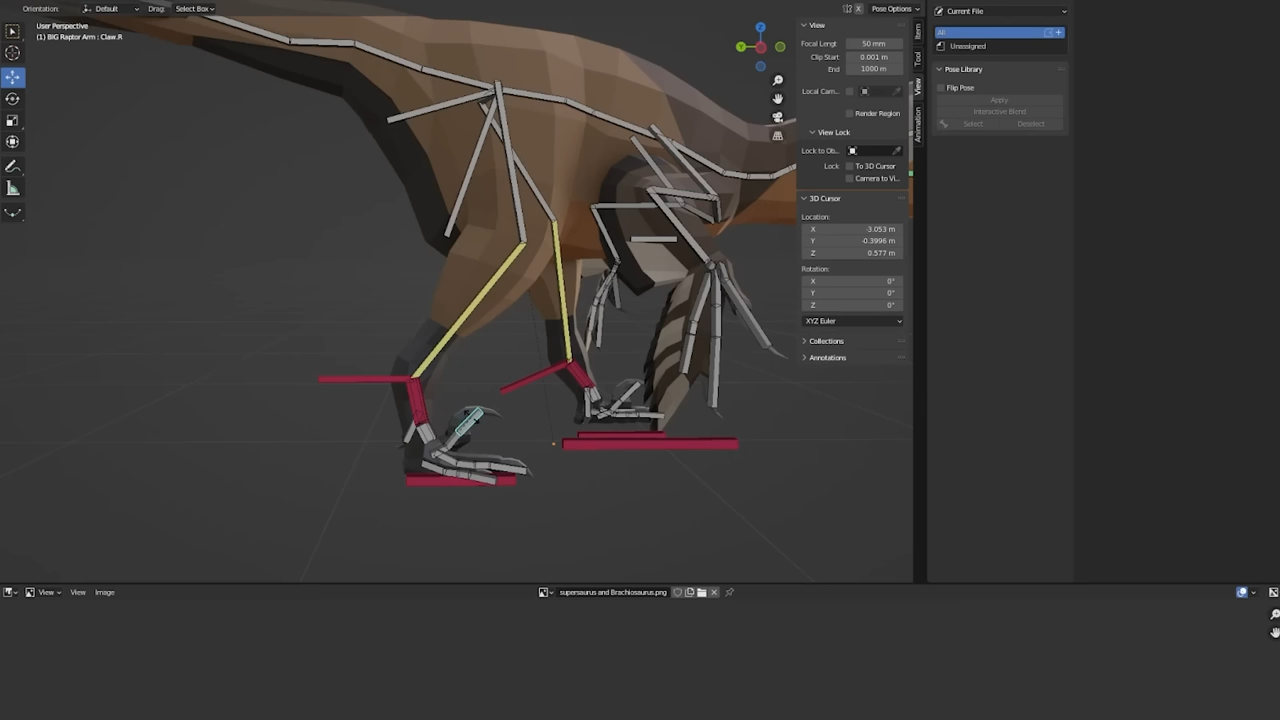 Orientation: Default Drag: Select Box Pose Options
User Perspective
(1) BIG Raptor Arm : Claw.R
Z
Y
X
View
Focal Lengt 50 mm
Clip Start 0.001 m
End 1000 m
Local Cam...
Render Region
View Lock
Lock to Ob...
Lock To 3D Cursor
Camera to Vi...
3D Cursor
Location:
X -3.053 m
Y -0.3996 m
Z 0.577 m
Rotation:
X 0°
Y 0°
Z 0°
XYZ Euler
Collections
Annotations
Item
Tool
View
Animation
Current File
All
Unassigned
Pose Library
Flip Pose
Apply
Interactive Blend
Select Deselect
View View Image supersaurus and Brachiosaurus.png